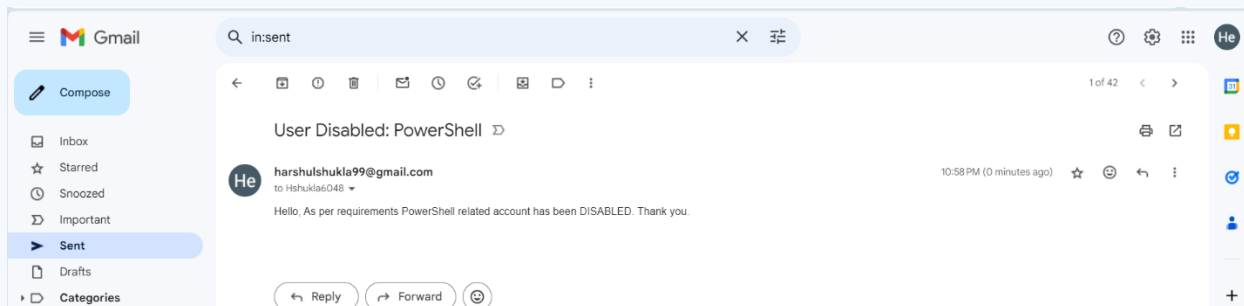 Gmail
in:sent
He
Compose
1 of 42
31
Inbox
Starred
Snoozed
Important
Sent
Drafts
Categories
User Disabled: PowerShell
He
harshulshukla99@gmail.com
10:58 PM (0 minutes ago)
to Hshukla6048
Hello, As per requirements PowerShell related account has been DISABLED. Thank you.
Reply
Forward